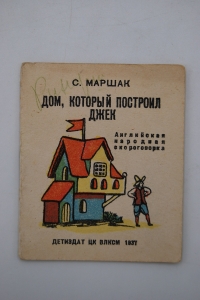 С. МАРШАК
ДОМ, КОТОРЫЙ ПОСТРОИЛ
ДЖЕК
Английская
народная
скороговорка
ДЕТИЗДАТ ЦК ВЛКСМ 1937